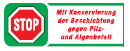 STOP
Mit Konservierung
der Beschichtung
gegen Pilz-
und Algenbefall